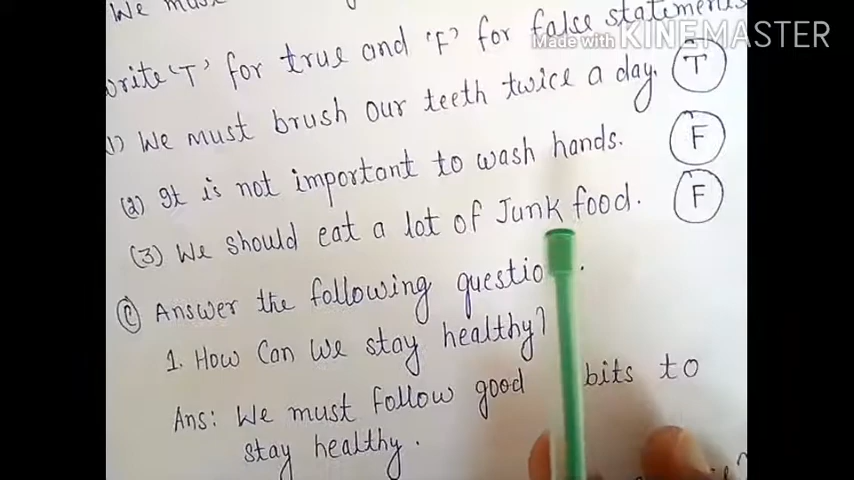 We must
write 'T' for true and 'F' for false statements
Made with KINEMASTER
(1) We must brush our teeth twice a day. T
(2) It is not important to wash hands. F
(3) We should eat a lot of Junk food. F
C Answer the following questio .
1. How Can We stay healthy?
Ans: We must follow good bits to
stay healthy.